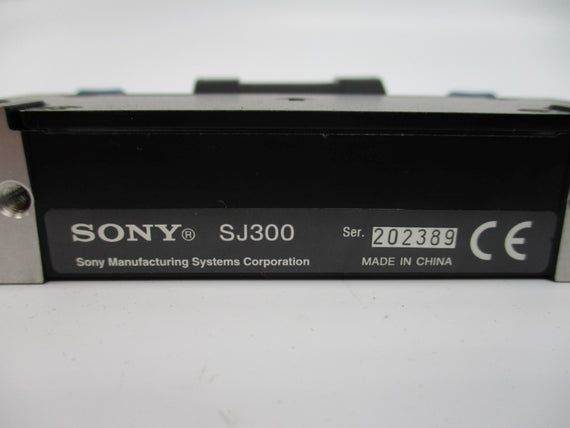 SONY® SJ300 Ser. 202389 CE
Sony Manufacturing Systems Corporation MADE IN CHINA